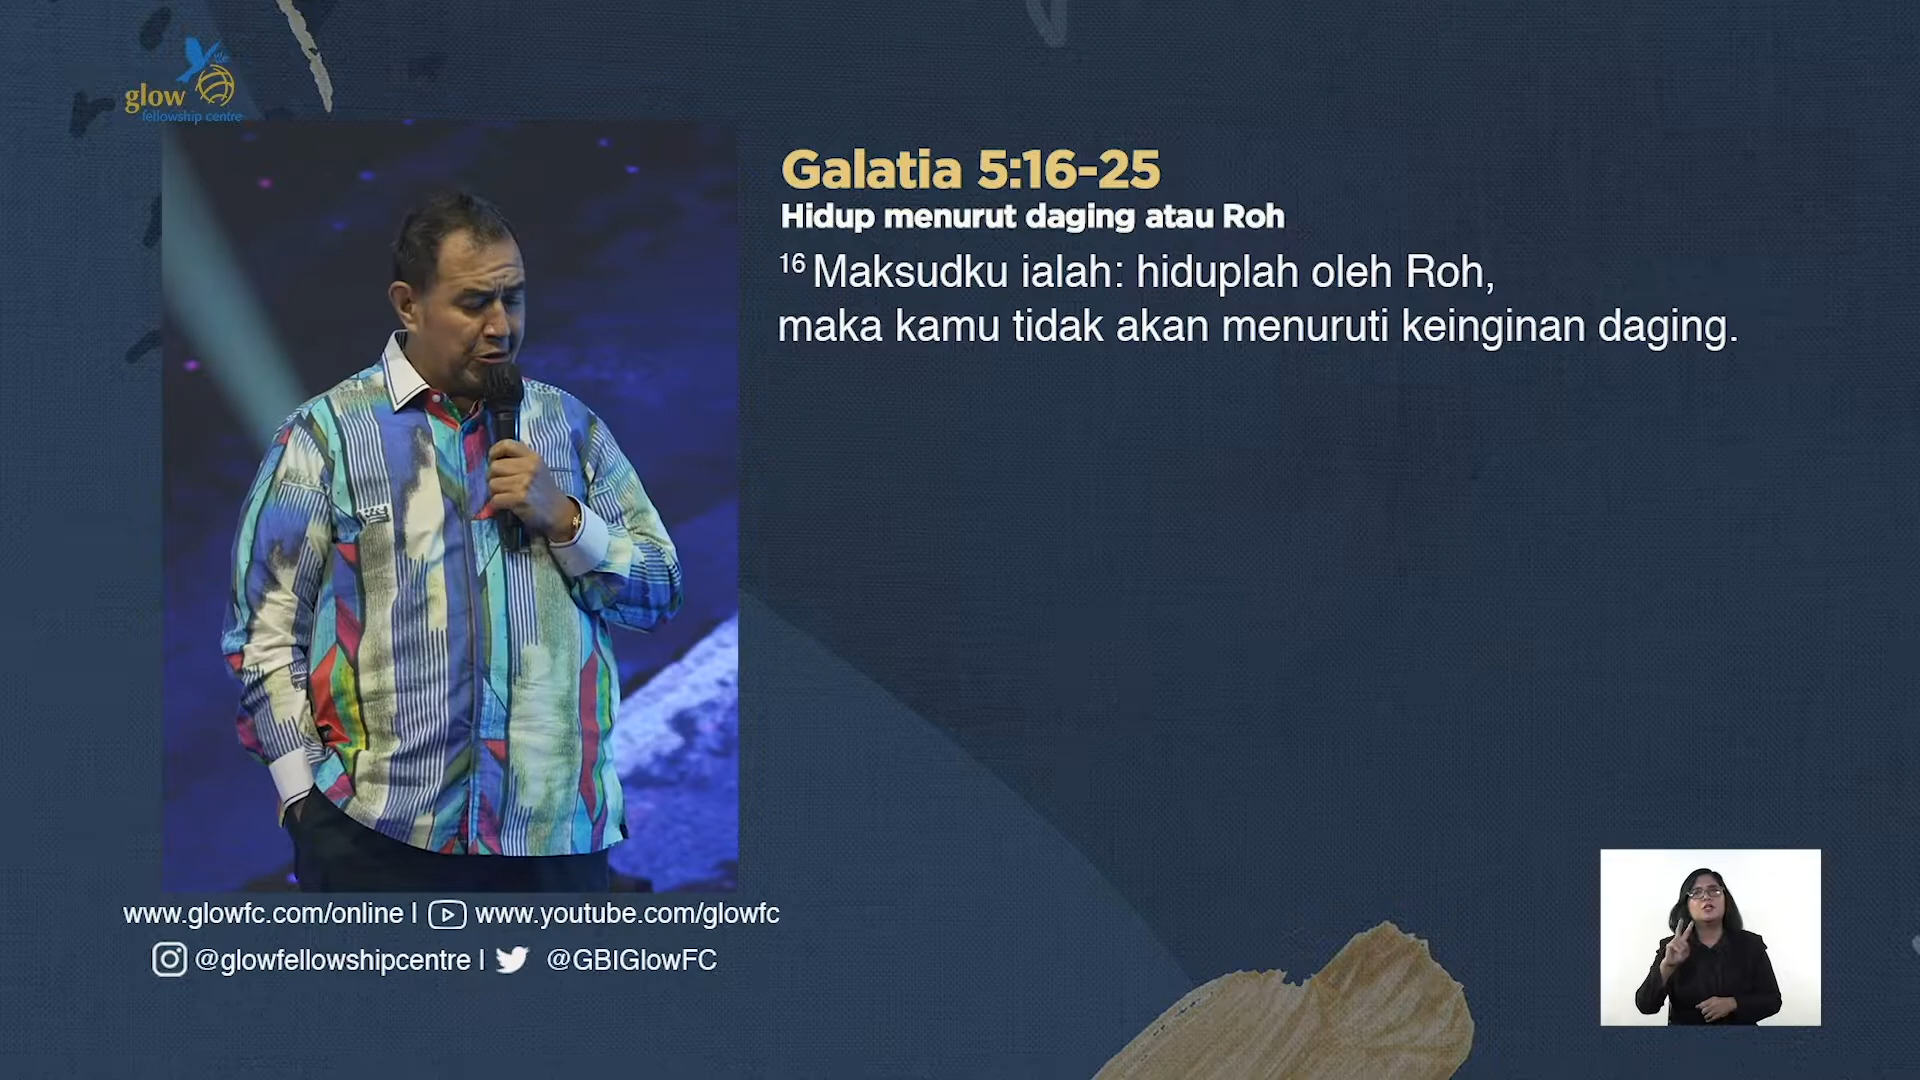 glow
fellowship centre
Galatia 5:16-25
Hidup menurut daging atau Roh
16 Maksudku ialah: hiduplah oleh Roh,
maka kamu tidak akan menuruti keinginan daging.
www.glowfc.com/online | www.youtube.com/glowfc
@glowfellowshipcentre | @GBIGlowFC